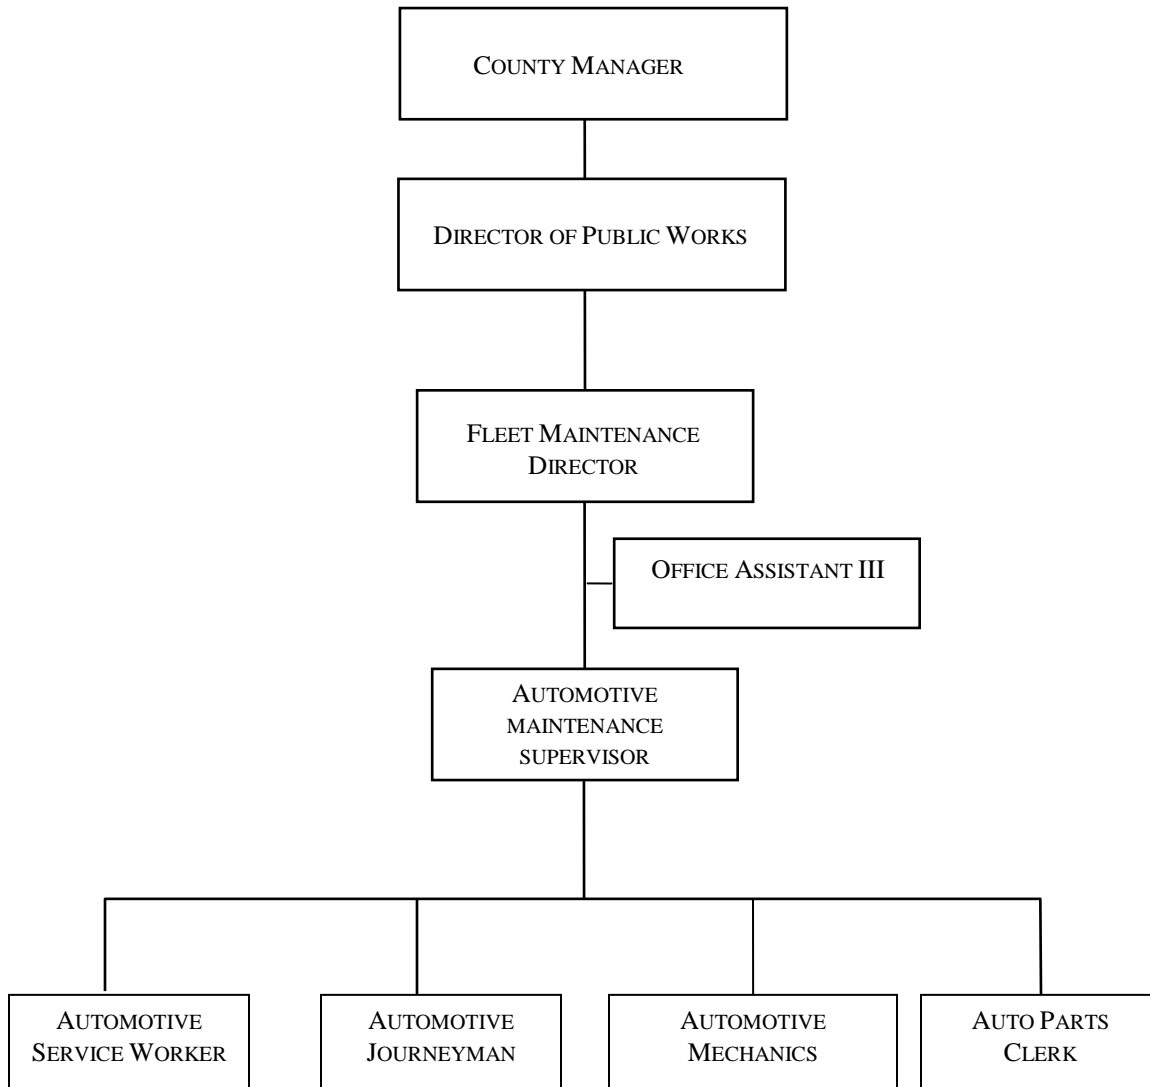 COUNTY MANAGER
DIRECTOR OF PUBLIC WORKS
FLEET MAINTENANCE
DIRECTOR
OFFICE ASSISTANT III
AUTOMOTIVE
MAINTENANCE
SUPERVISOR
AUTOMOTIVE
SERVICE WORKER
AUTOMOTIVE
JOURNEYMAN
AUTOMOTIVE
MECHANICS
AUTO PARTS
CLERK